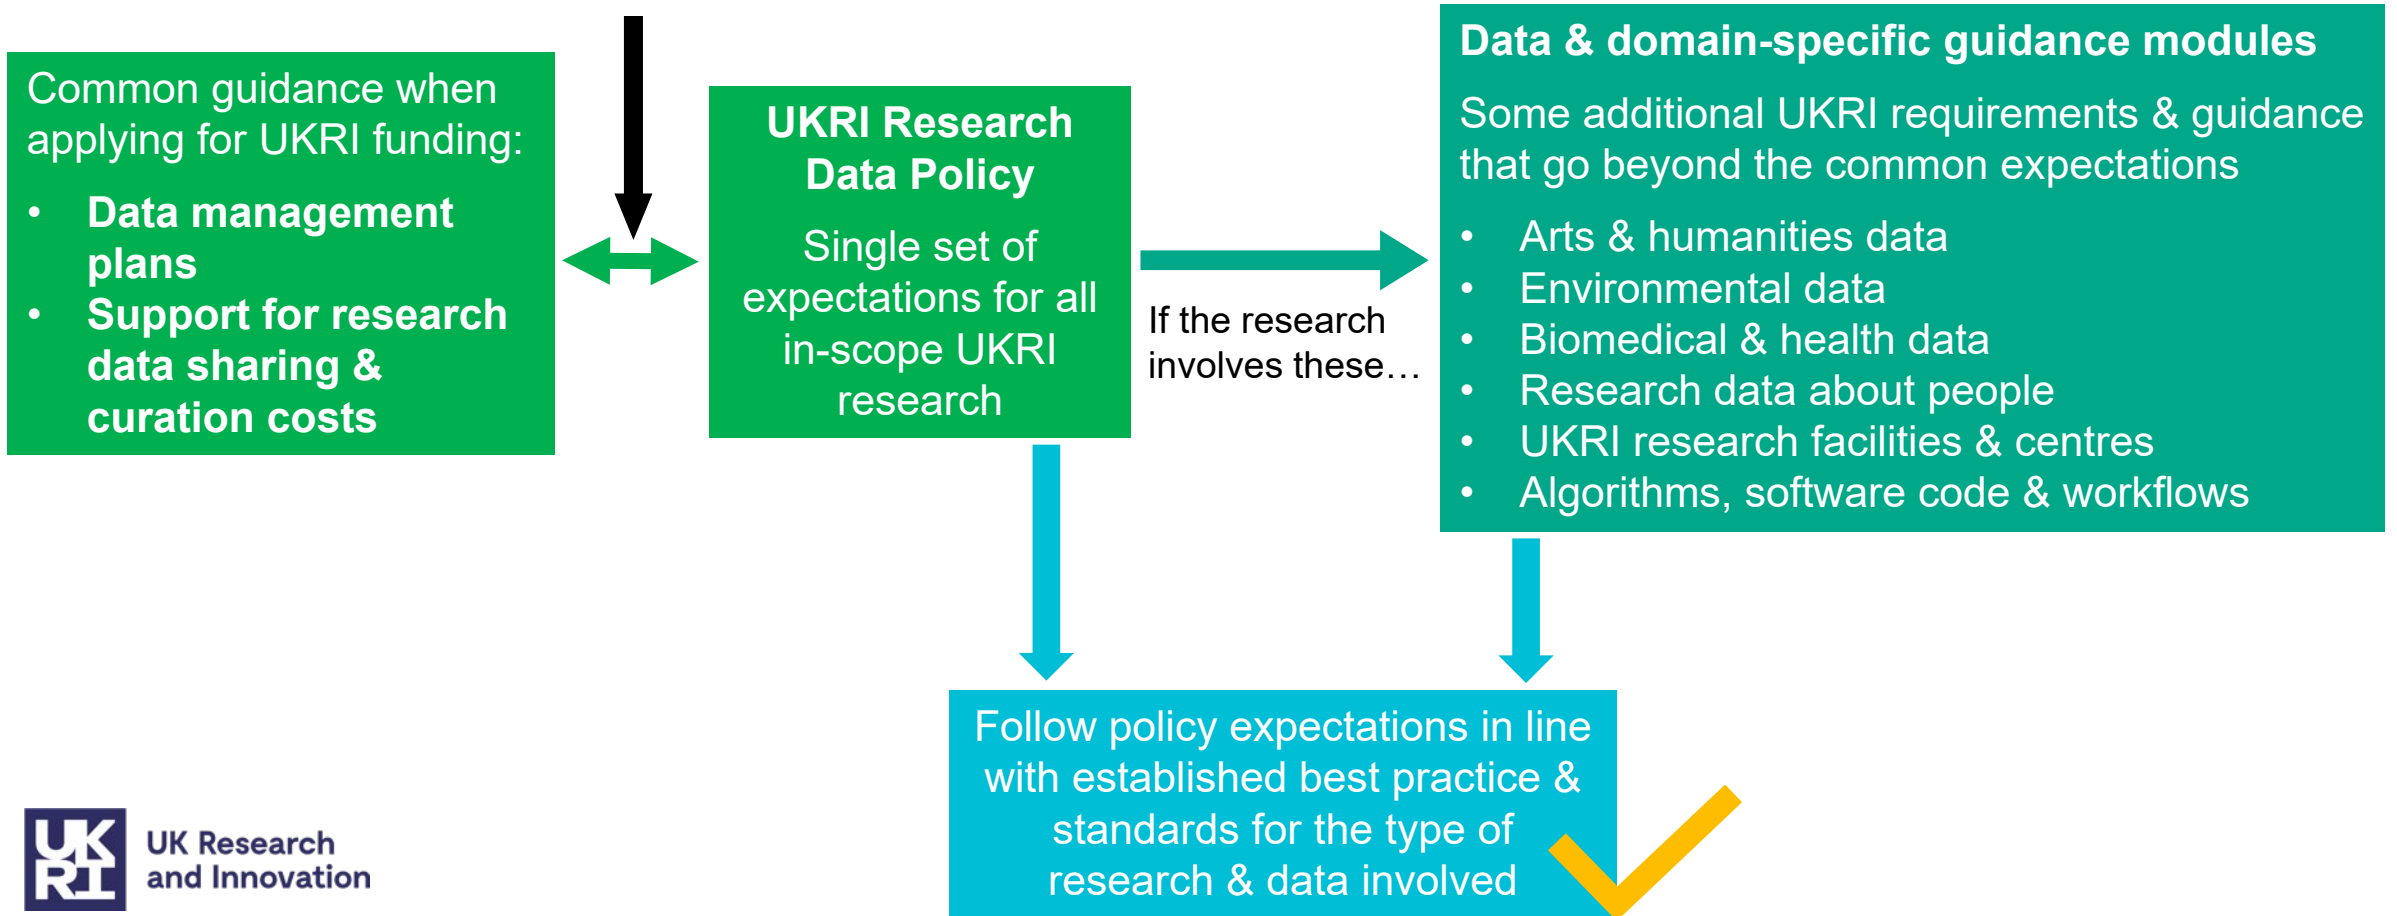 Common guidance when
applying for UKRI funding:
• Data management
plans
• Support for research
data sharing &
curation costs
UKRI Research
Data Policy
Single set of
expectations for all
in-scope UKRI
research
If the research
involves these…
Data & domain-specific guidance modules
Some additional UKRI requirements & guidance
that go beyond the common expectations
• Arts & humanities data
• Environmental data
• Biomedical & health data
• Research data about people
• UKRI research facilities & centres
• Algorithms, software code & workflows
Follow policy expectations in line
with established best practice &
standards for the type of
research & data involved
UK
RI
UK Research
and Innovation